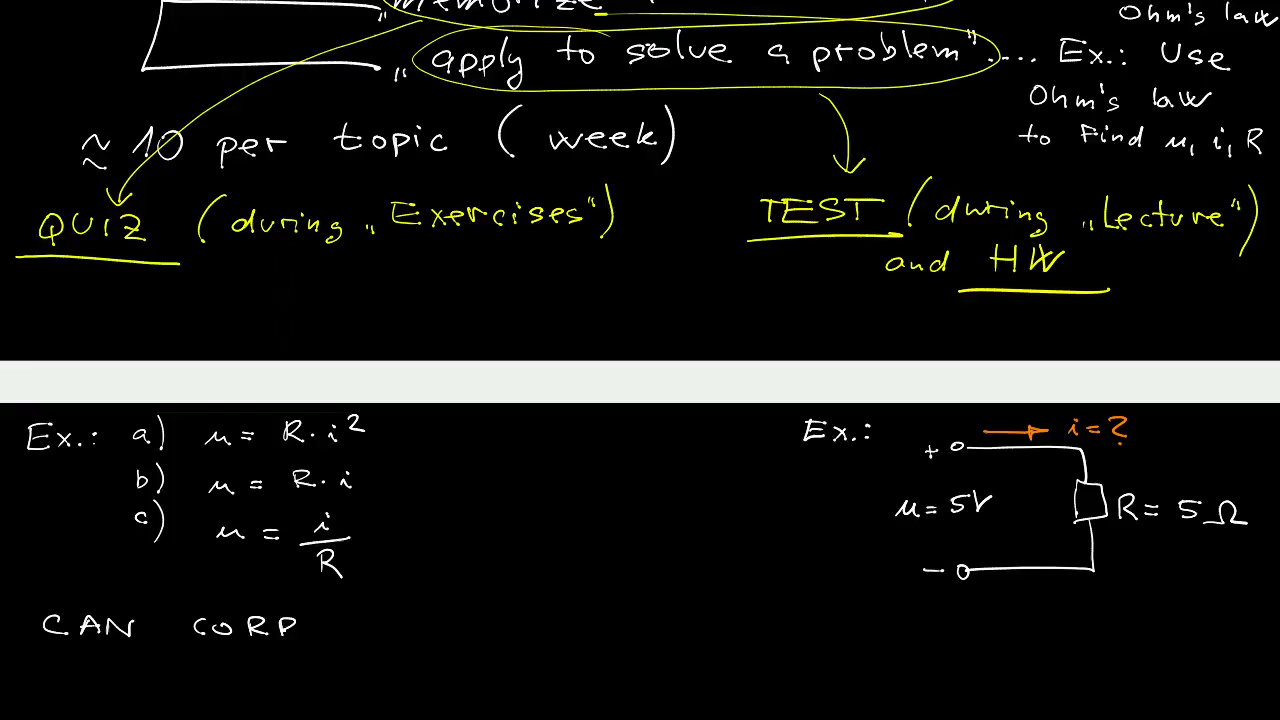 „memorize
Ohm's law
„apply to solve a problem" .... Ex.: Use
Ohm's law
to Find u, i, R
≈ 10 per topic (week)
QUIZ (during „Exercises")
TEST (during „Lecture")
and HW
Ex.: a) u = R · i²
b) u = R · i
c) u = i / R
CAN CORP
Ex.:
i = ?
+
u = 5V
R = 5 Ω
−